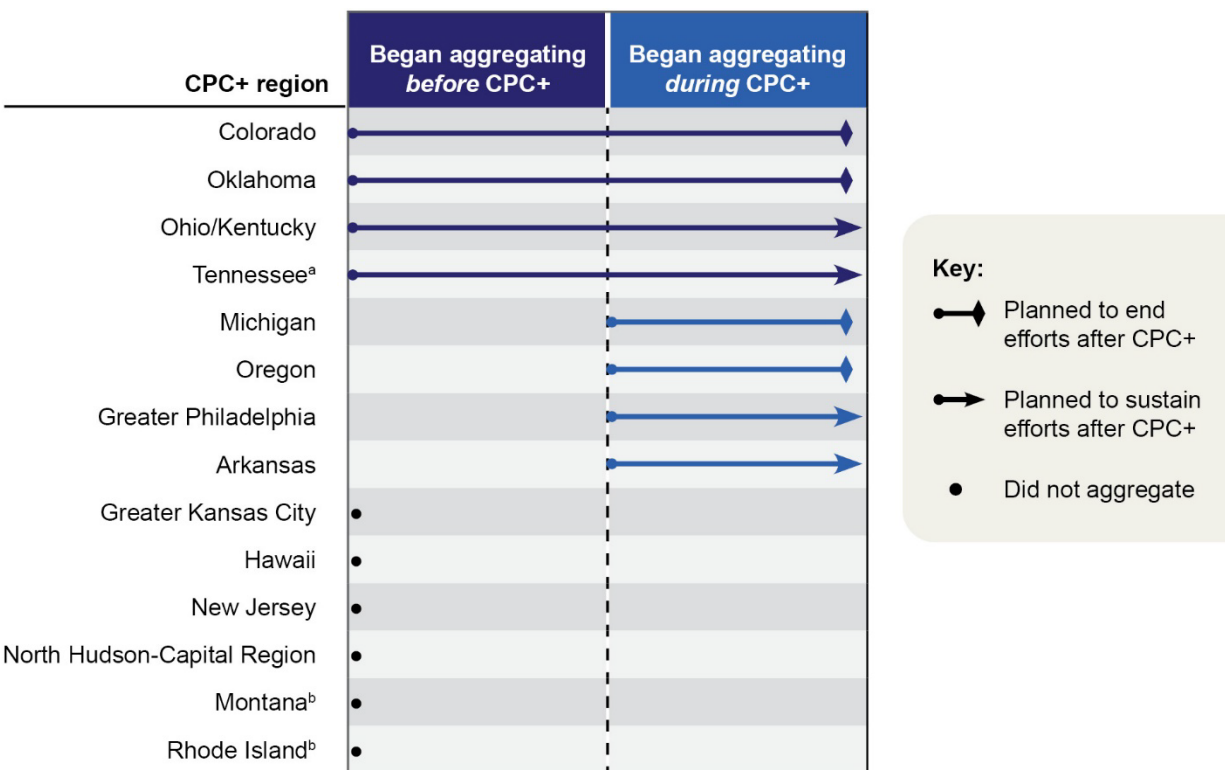 Began aggregating
before CPC+
Began aggregating
during CPC+
CPC+ region
Colorado
Oklahoma
Ohio/Kentucky
Tennesseeᵃ
Michigan
Oregon
Greater Philadelphia
Arkansas
Greater Kansas City
Hawaii
New Jersey
North Hudson-Capital Region
Montanaᵇ
Rhode Islandᵇ
Key:
Planned to end
efforts after CPC+
Planned to sustain
efforts after CPC+
Did not aggregate